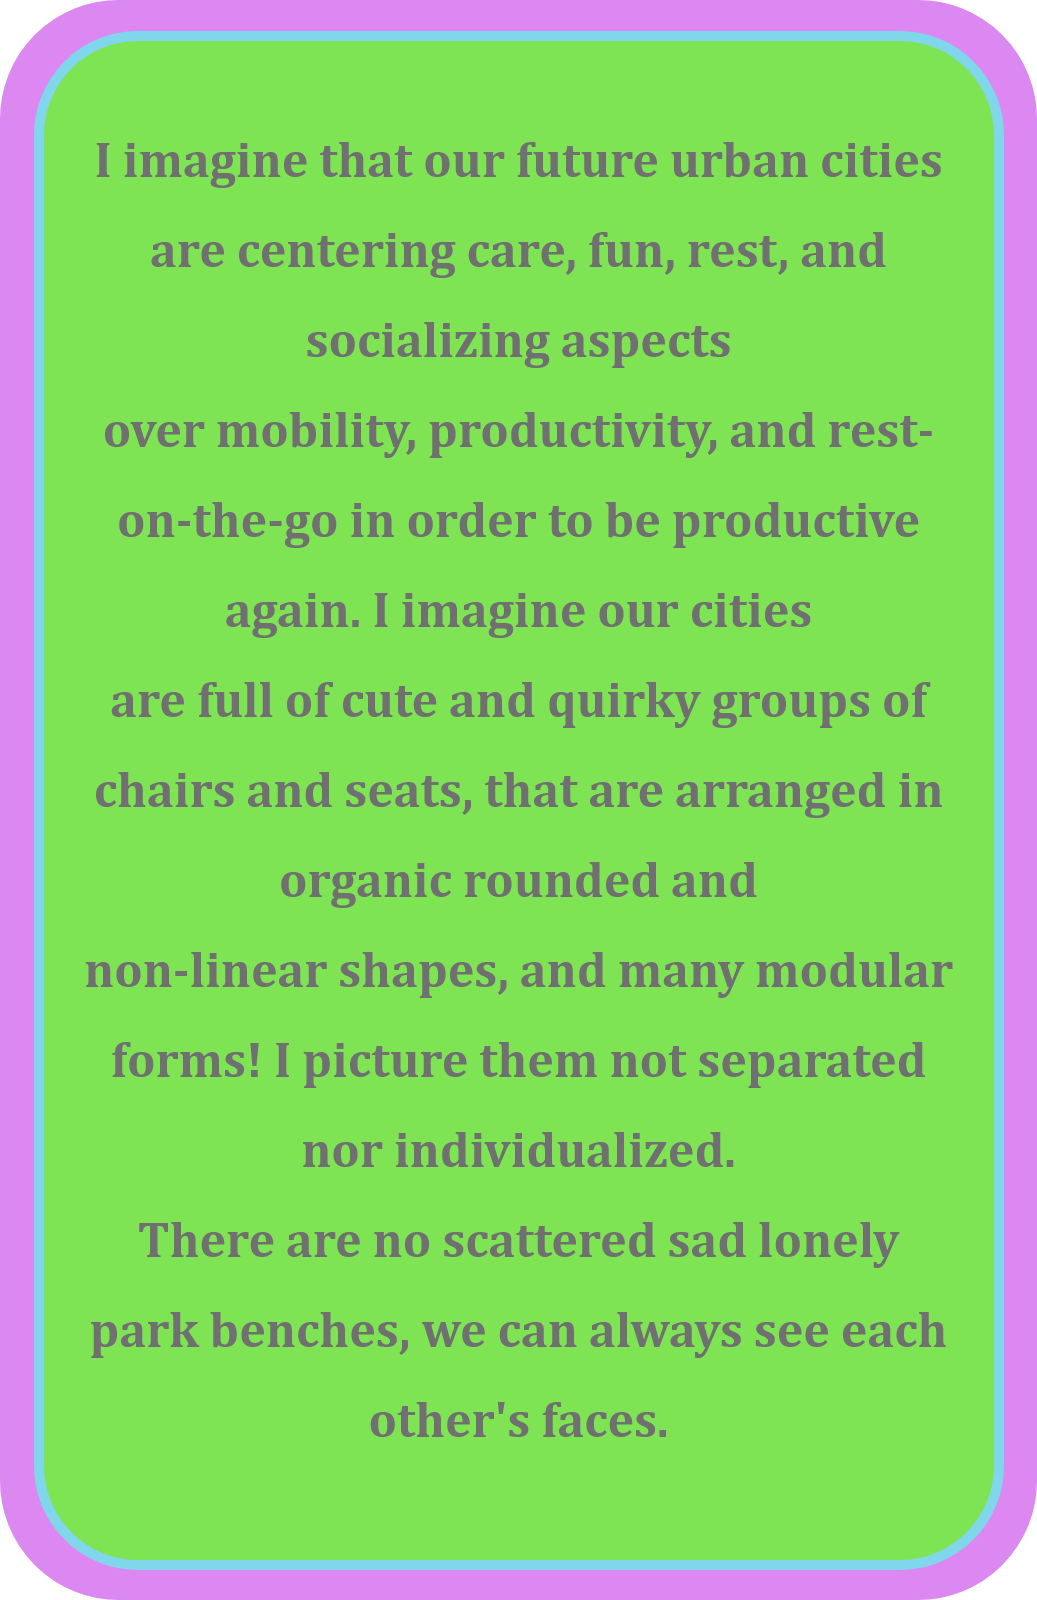 I imagine that our future urban cities
are centering care, fun, rest, and
socializing aspects
over mobility, productivity, and rest-
on-the-go in order to be productive
again. I imagine our cities
are full of cute and quirky groups of
chairs and seats, that are arranged in
organic rounded and
non-linear shapes, and many modular
forms! I picture them not separated
nor individualized.
There are no scattered sad lonely
park benches, we can always see each
other's faces.